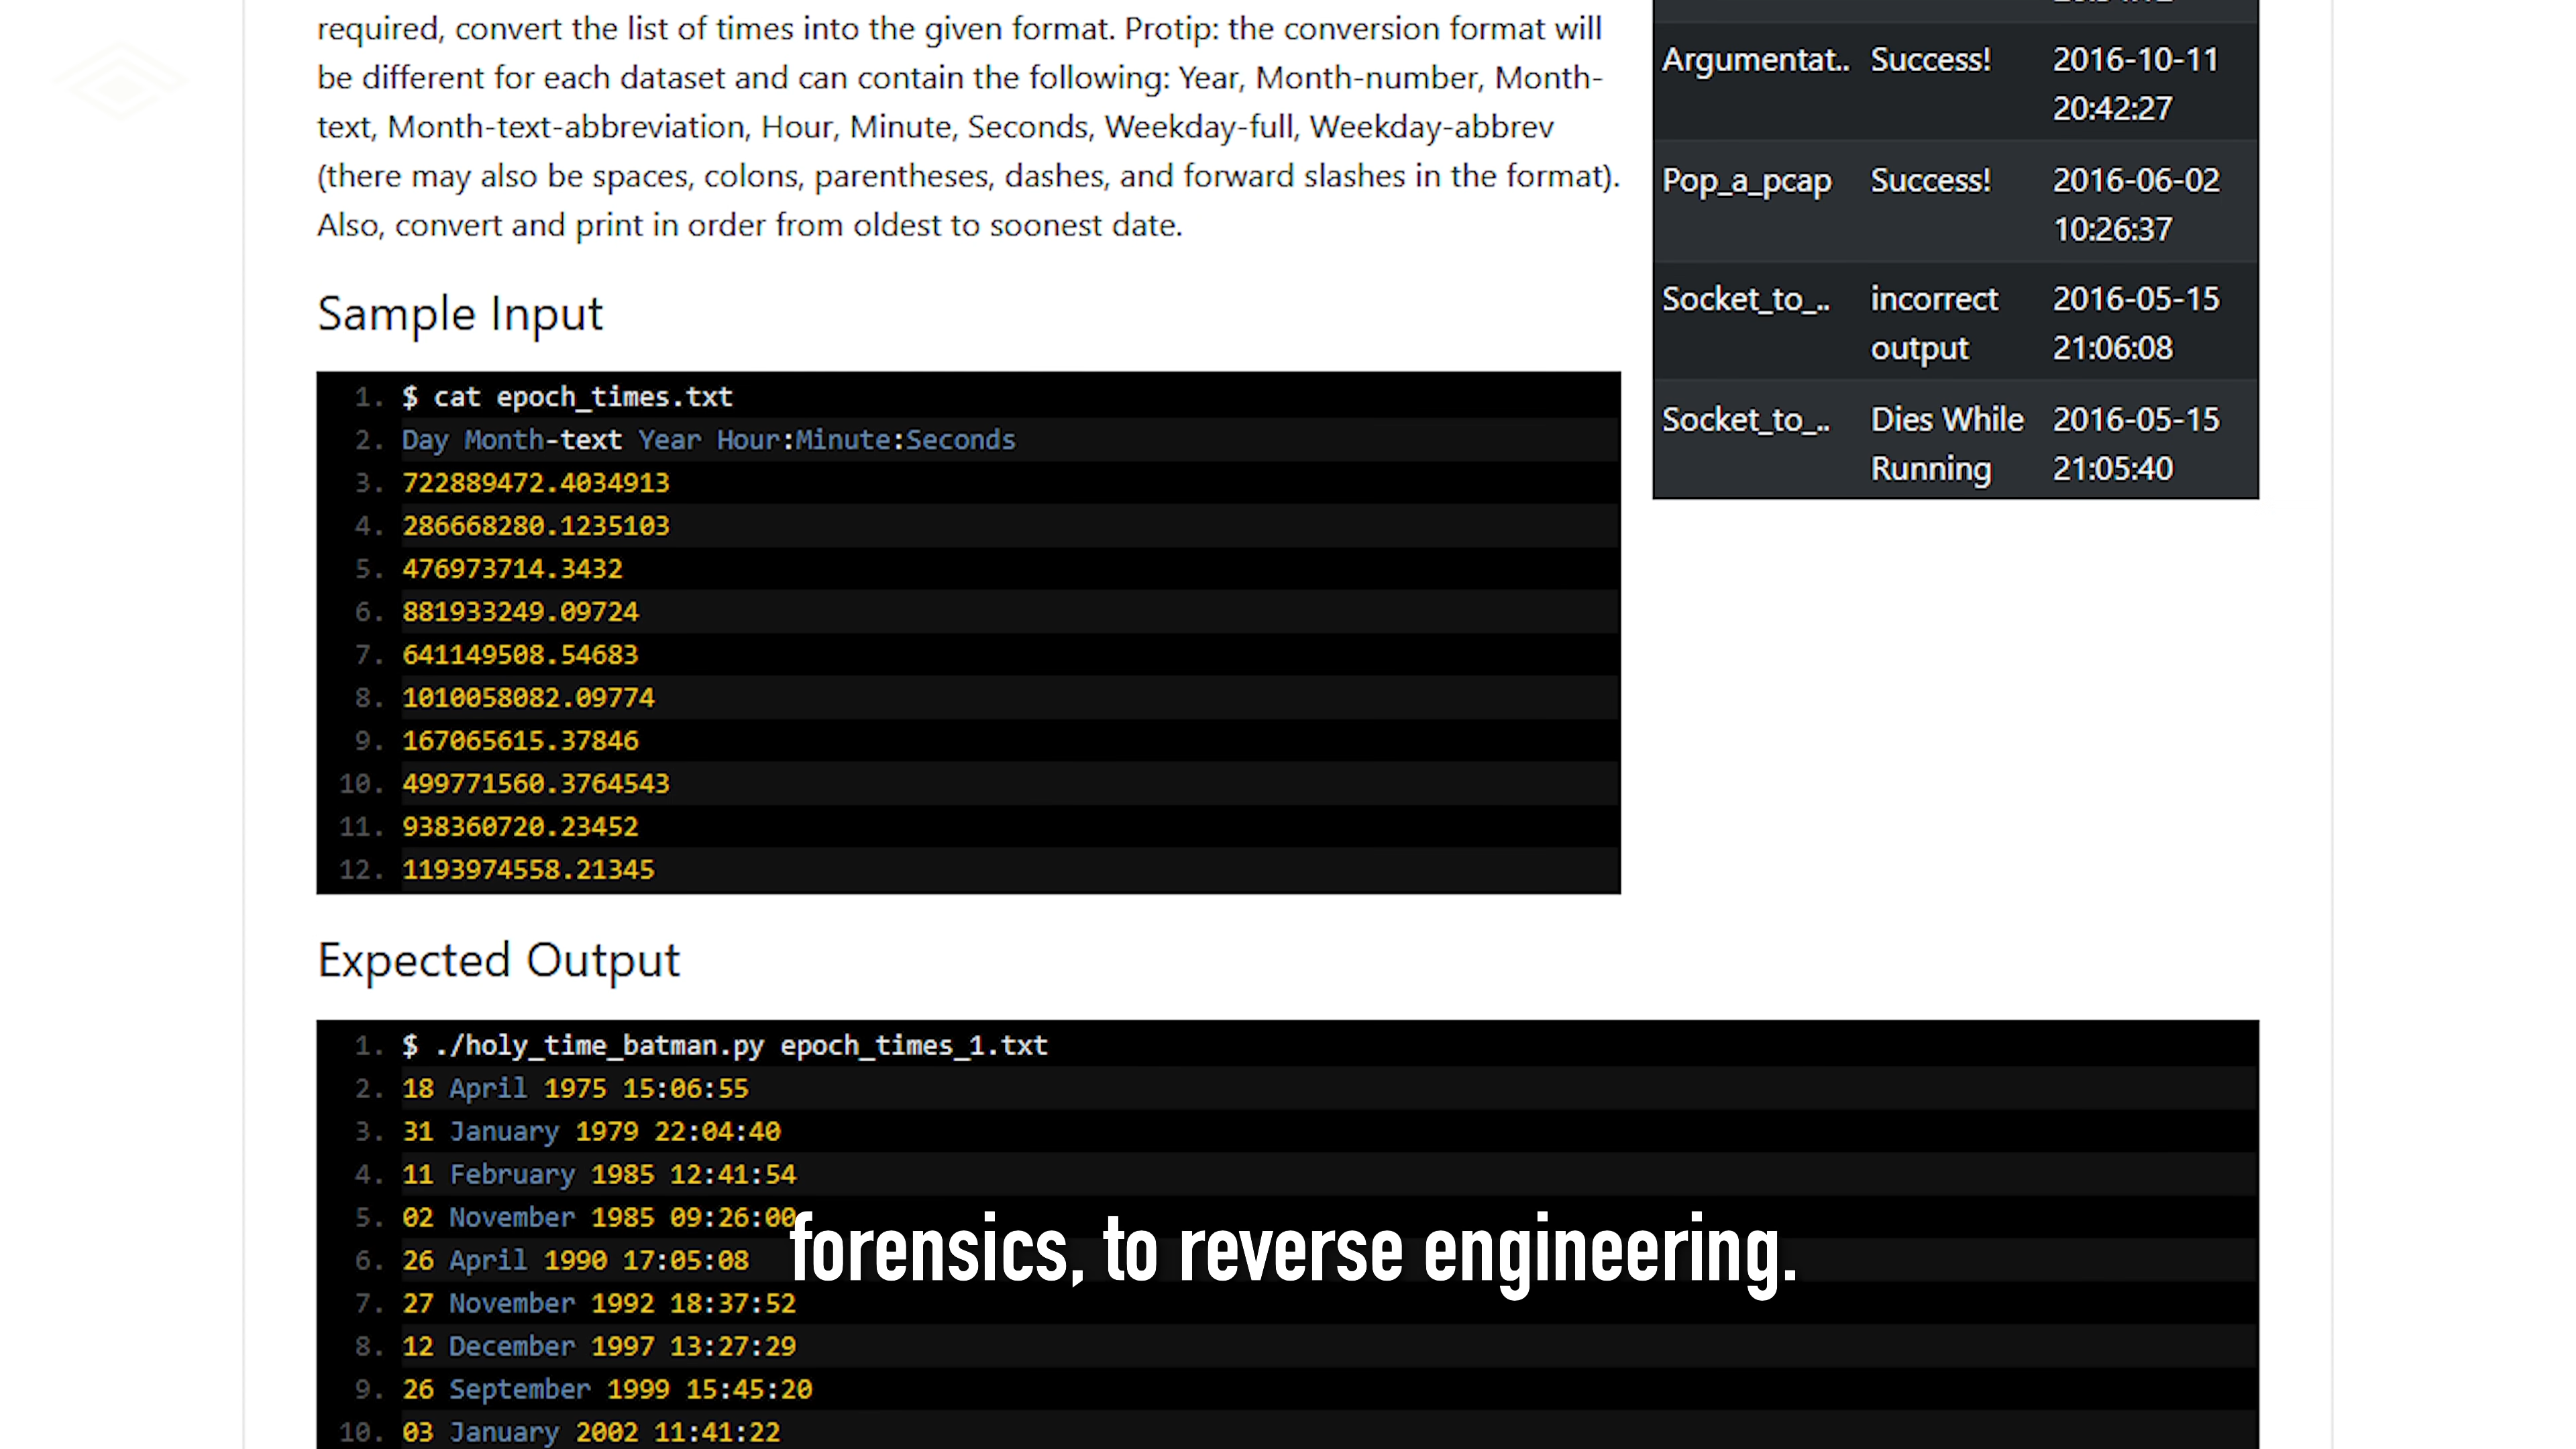 required, convert the list of times into the given format. Protip: the conversion format will
be different for each dataset and can contain the following: Year, Month-number, Month-
text, Month-text-abbreviation, Hour, Minute, Seconds, Weekday-full, Weekday-abbrev
(there may also be spaces, colons, parentheses, dashes, and forward slashes in the format).
Also, convert and print in order from oldest to soonest date.
Sample Input
1. $ cat epoch_times.txt
2. Day Month-text Year Hour:Minute:Seconds
3. 722889472.4034913
4. 286668280.1235103
5. 476973714.3432
6. 881933249.09724
7. 641149508.54683
8. 1010058082.09774
9. 167065615.37846
10. 499771560.3764543
11. 938360720.23452
12. 1193974558.21345
Argumentat.. Success! 2016-10-11
20:42:27
Pop_a_pcap Success! 2016-06-02
10:26:37
Socket_to_.. incorrect 2016-05-15
output 21:06:08
Socket_to_.. Dies While 2016-05-15
Running 21:05:40
Expected Output
1. $ ./holy_time_batman.py epoch_times_1.txt
2. 18 April 1975 15:06:55
3. 31 January 1979 22:04:40
4. 11 February 1985 12:41:54
5. 02 November 1985 09:26:00
6. 26 April 1990 17:05:08
7. 27 November 1992 18:37:52
8. 12 December 1997 13:27:29
9. 26 September 1999 15:45:20
10. 03 January 2002 11:41:22
forensics, to reverse engineering.